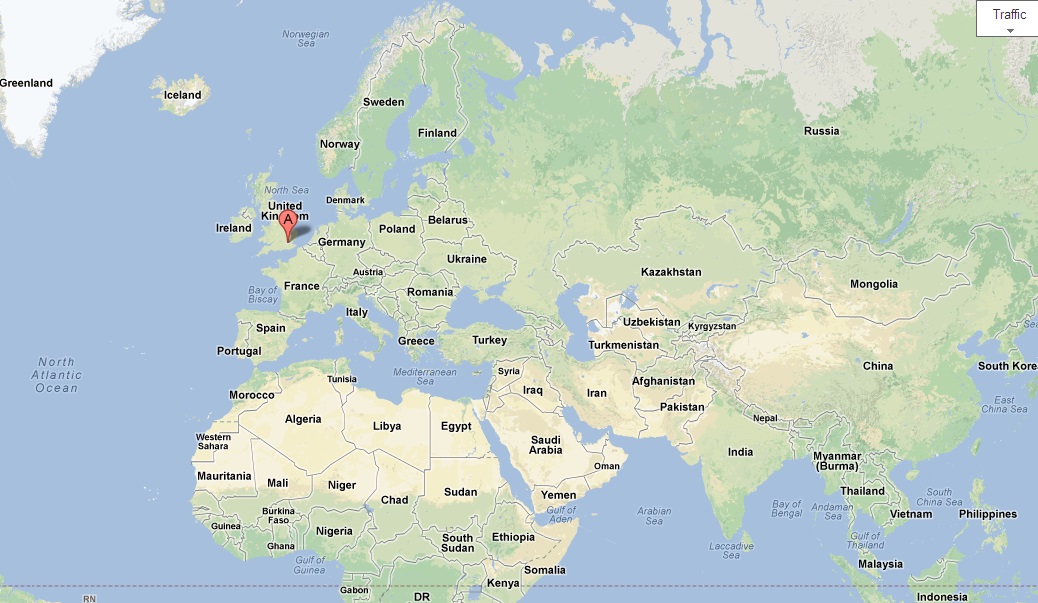 Traffic
Norwegian
Sea
Greenland
Iceland
Sweden
Finland
Russia
Norway
North Sea
Denmark
United
Kingdom
A
Ireland
Belarus
Poland
Germany
Ukraine
Austria
Kazakhstan
Mongolia
Bay of
Biscay
France
Romania
Italy
Uzbekistan
Kyrgyzstan
Spain
Greece
Turkey
Turkmenistan
Portugal
Sea
China
South Kore
Mediterranean
Sea
Syria
Tunisia
Afghanistan
North
Atlantic
Ocean
Morocco
Iraq
Iran
Pakistan
East
China Sea
Algeria
Libya
Egypt
Nepal
Western
Sahara
Saudi
Arabia
India
Myanmar
(Burma)
Oman
Mauritania
Mali
Niger
Chad
Sudan
Yemen
Thailand
South
China Sea
Burkina
Faso
Guinea
Gulf of
Aden
Arabian
Sea
Bay of
Bengal
Andaman
Sea
Vietnam
Philippines
Nigeria
Ghana
South
Sudan
Ethiopia
Laccadive
Sea
Gulf of
Thailand
Gulf of
Guinea
Somalia
Malaysia
Kenya
Gabon
DR
Indonesia
RN